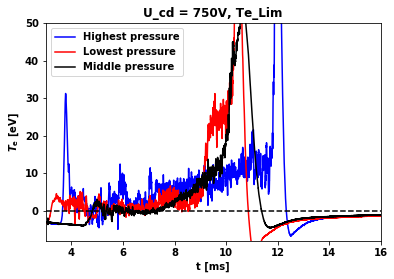 U_cd = 750V, Te_Lim
50
40
30
20
10
0
Highest pressure
Lowest pressure
Middle pressure
Tₑ [eV]
4 6 8 10 12 14 16
t [ms]